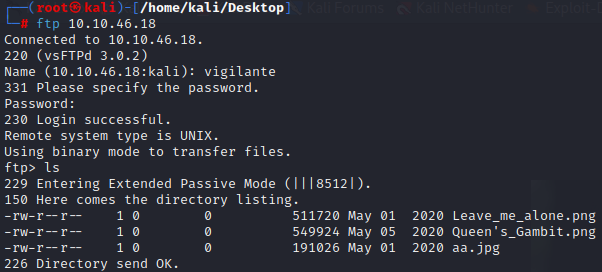 ┌──(root㉿kali)-[/home/kali/Desktop]
└─# ftp 10.10.46.18
Connected to 10.10.46.18.
220 (vsFTPd 3.0.2)
Name (10.10.46.18:kali): vigilante
331 Please specify the password.
Password:
230 Login successful.
Remote system type is UNIX.
Using binary mode to transfer files.
ftp> ls
229 Entering Extended Passive Mode (|||8512|).
150 Here comes the directory listing.
-rw-r--r--    1 0        0          511720 May 01  2020 Leave_me_alone.png
-rw-r--r--    1 0        0          549924 May 05  2020 Queen's_Gambit.png
-rw-r--r--    1 0        0          191026 May 01  2020 aa.jpg
226 Directory send OK.